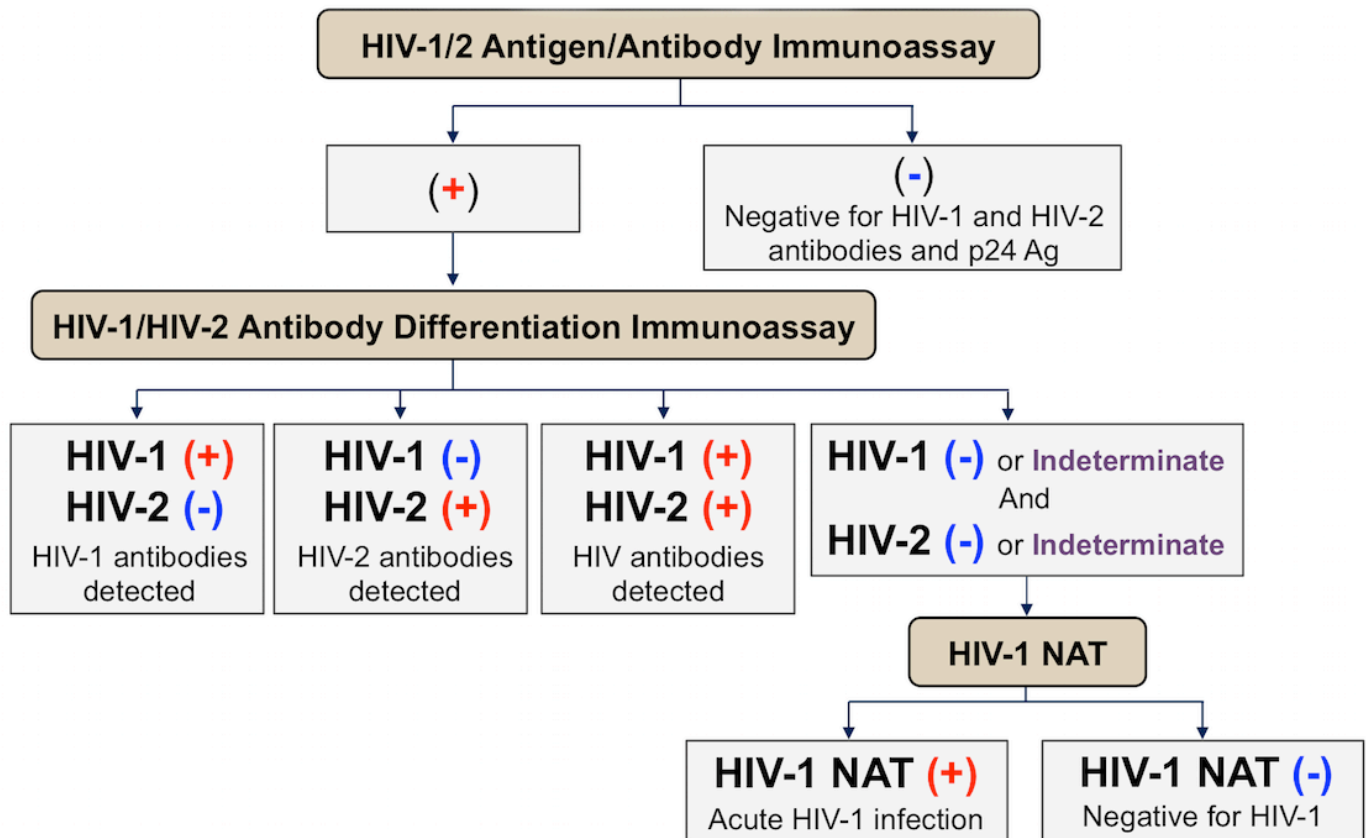 HIV-1/2 Antigen/Antibody Immunoassay
(+)
(-)
Negative for HIV-1 and HIV-2
antibodies and p24 Ag
HIV-1/HIV-2 Antibody Differentiation Immunoassay
HIV-1 (+)
HIV-2 (-)
HIV-1 antibodies
detected
HIV-1 (-)
HIV-2 (+)
HIV-2 antibodies
detected
HIV-1 (+)
HIV-2 (+)
HIV antibodies
detected
HIV-1 (-) or Indeterminate
And
HIV-2 (-) or Indeterminate
HIV-1 NAT
HIV-1 NAT (+)
Acute HIV-1 infection
HIV-1 NAT (-)
Negative for HIV-1